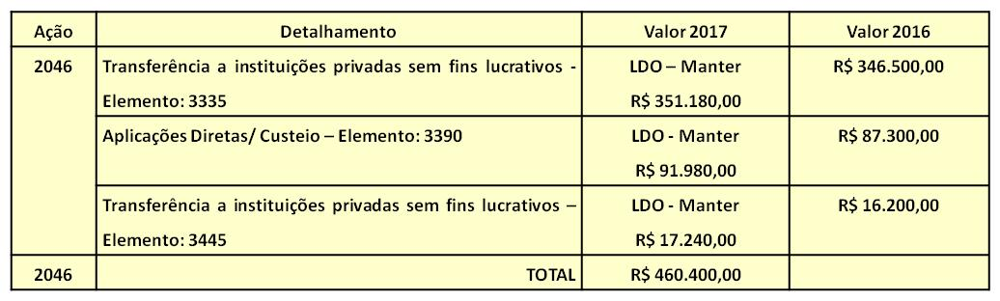 Ação Detalhamento Valor 2017 Valor 2016
2046 Transferência a instituições privadas sem fins lucrativos - LDO – Manter R$ 346.500,00
Elemento: 3335 R$ 351.180,00
Aplicações Diretas/ Custeio – Elemento: 3390 LDO - Manter R$ 87.300,00
R$ 91.980,00
Transferência a instituições privadas sem fins lucrativos – LDO - Manter R$ 16.200,00
Elemento: 3445 R$ 17.240,00
2046 TOTAL R$ 460.400,00